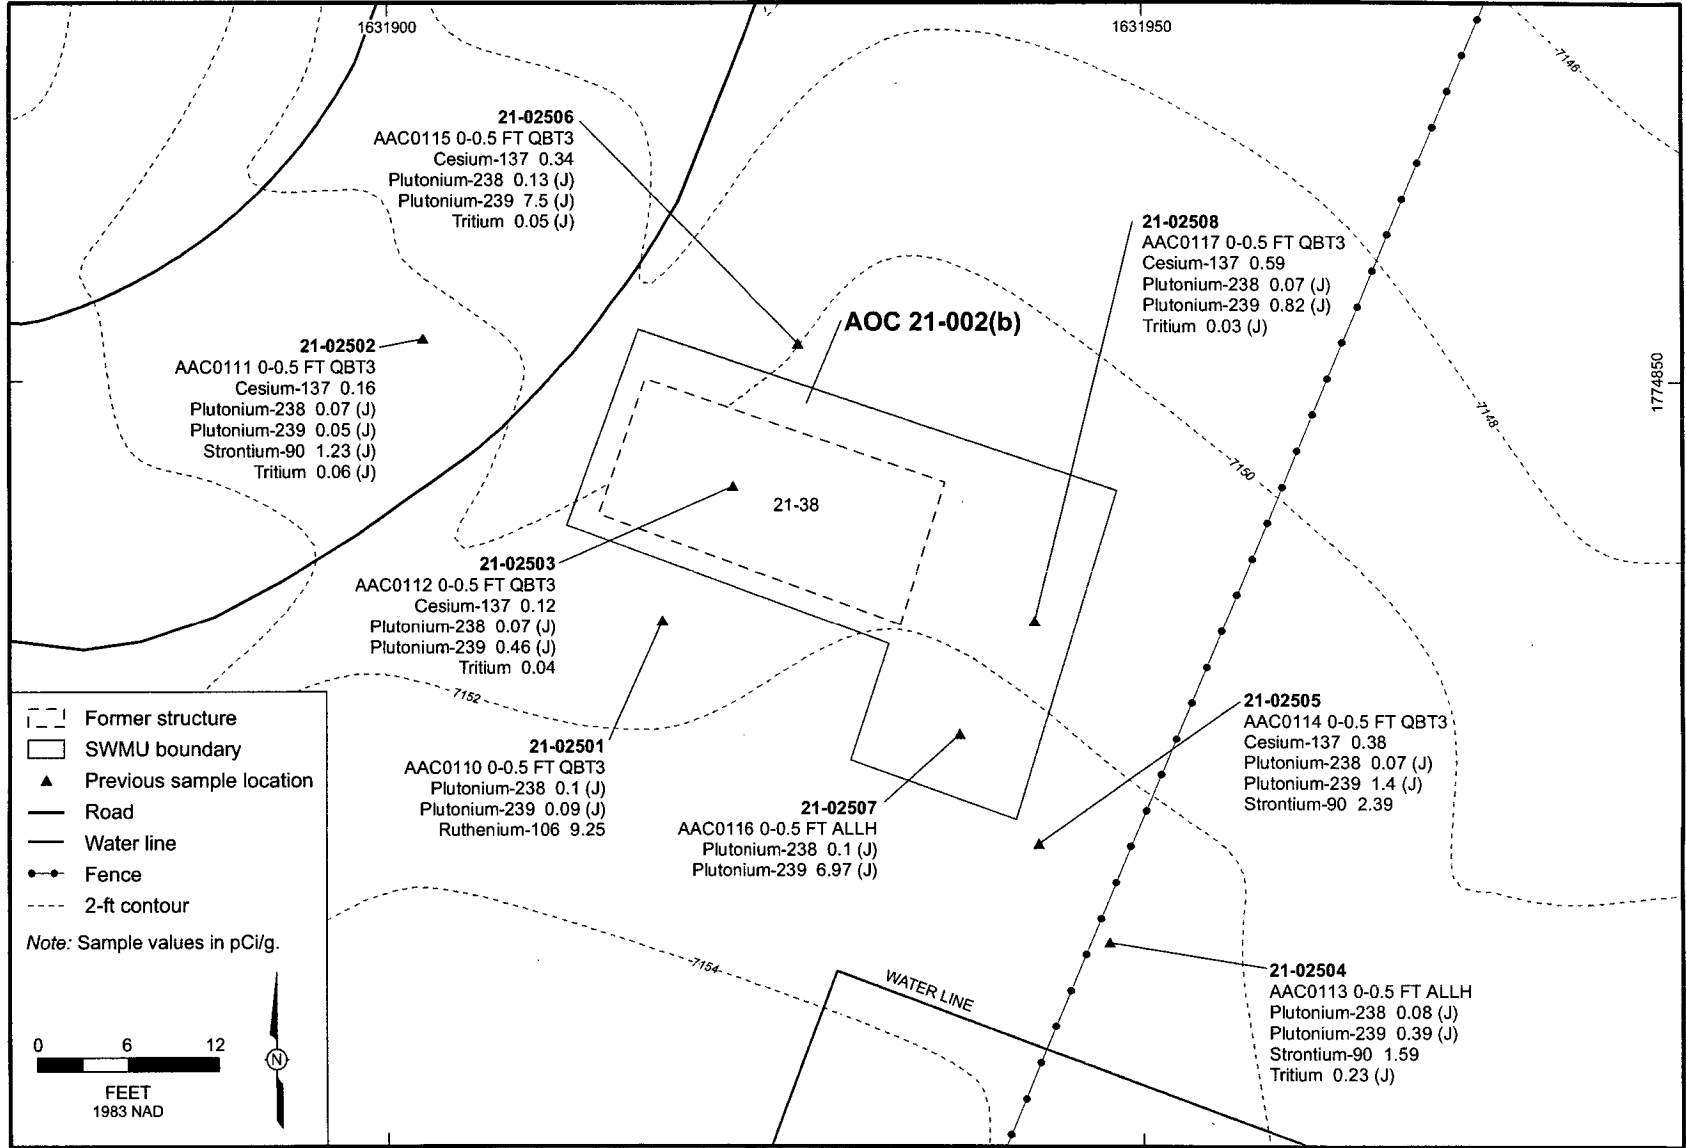 1631900
1631950
7146
21-02506
AAC0115 0-0.5 FT QBT3
Cesium-137 0.34
Plutonium-238 0.13 (J)
Plutonium-239 7.5 (J)
Tritium 0.05 (J)
21-02508
AAC0117 0-0.5 FT QBT3
Cesium-137 0.59
Plutonium-238 0.07 (J)
Plutonium-239 0.82 (J)
Tritium 0.03 (J)
AOC 21-002(b)
21-02502
AAC0111 0-0.5 FT QBT3
Cesium-137 0.16
Plutonium-238 0.07 (J)
Plutonium-239 0.05 (J)
Strontium-90 1.23 (J)
Tritium 0.06 (J)
1774850
7148
7150
21-38
21-02503
AAC0112 0-0.5 FT QBT3
Cesium-137 0.12
Plutonium-238 0.07 (J)
Plutonium-239 0.46 (J)
Tritium 0.04
7152
21-02501
AAC0110 0-0.5 FT QBT3
Plutonium-238 0.1 (J)
Plutonium-239 0.09 (J)
Ruthenium-106 9.25
21-02507
AAC0116 0-0.5 FT ALLH
Plutonium-238 0.1 (J)
Plutonium-239 6.97 (J)
21-02505
AAC0114 0-0.5 FT QBT3
Cesium-137 0.38
Plutonium-238 0.07 (J)
Plutonium-239 1.4 (J)
Strontium-90 2.39
7154
WATER LINE
21-02504
AAC0113 0-0.5 FT ALLH
Plutonium-238 0.08 (J)
Plutonium-239 0.39 (J)
Strontium-90 1.59
Tritium 0.23 (J)
Former structure
SWMU boundary
Previous sample location
Road
Water line
Fence
2-ft contour
Note: Sample values in pCi/g.
0 6 12
FEET
1983 NAD
N